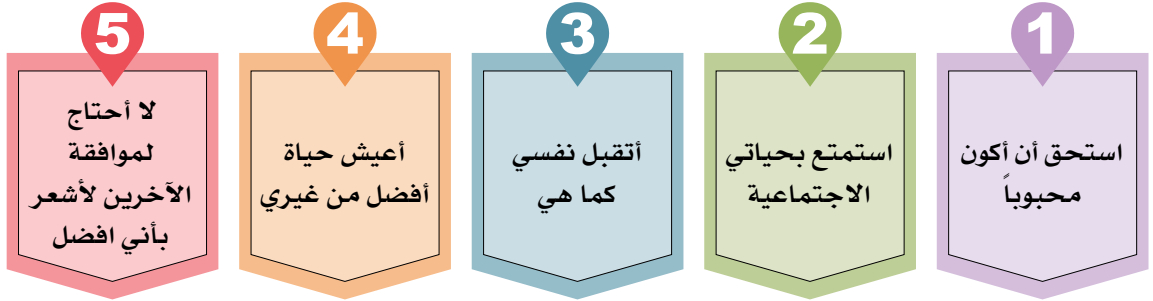 1
استحق أن أكون
محبوباً
2
استمتع بحياتي
الاجتماعية
3
أتقبل نفسي
كما هي
4
أعيش حياة
أفضل من غيري
5
لا أحتاج
لموافقة
الآخرين لأشعر
بأني افضل